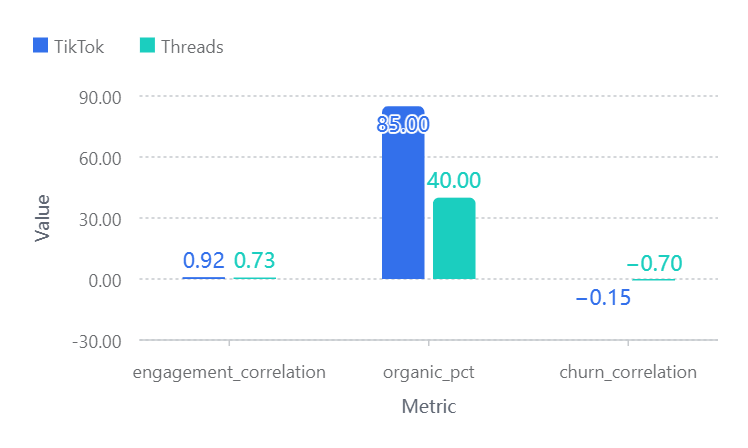 TikTok Threads
90.00
60.00
30.00
0.00
-30.00
Value
85.00
40.00
0.92 0.73
−0.70
−0.15
engagement_correlation organic_pct churn_correlation
Metric